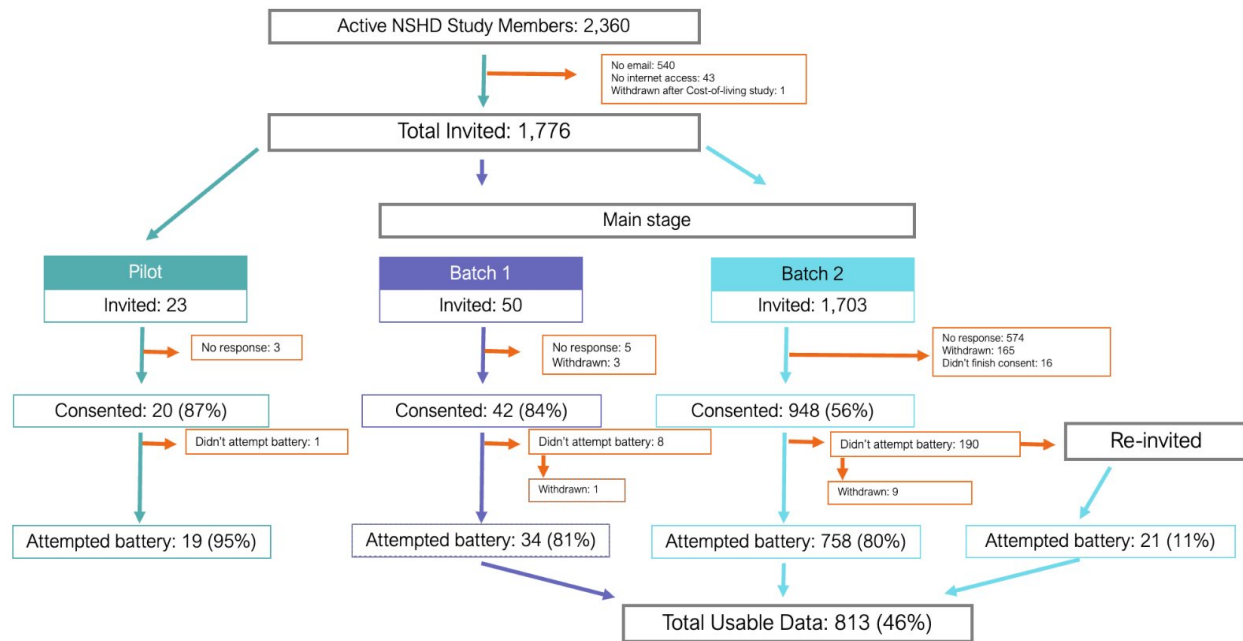 Active NSHD Study Members: 2,360
No email: 540
No internet access: 43
Withdrawn after Cost-of-living study: 1
Total Invited: 1,776
Main stage
Pilot
Invited: 23
Batch 1
Invited: 50
Batch 2
Invited: 1,703
No response: 3
No response: 5
Withdrawn: 3
No response: 574
Withdrawn: 165
Didn't finish consent: 16
Consented: 20 (87%)
Consented: 42 (84%)
Consented: 948 (56%)
Didn't attempt battery: 1
Didn't attempt battery: 8
Withdrawn: 1
Didn't attempt battery: 190
Withdrawn: 9
Re-invited
Attempted battery: 19 (95%)
Attempted battery: 34 (81%)
Attempted battery: 758 (80%)
Attempted battery: 21 (11%)
Total Usable Data: 813 (46%)